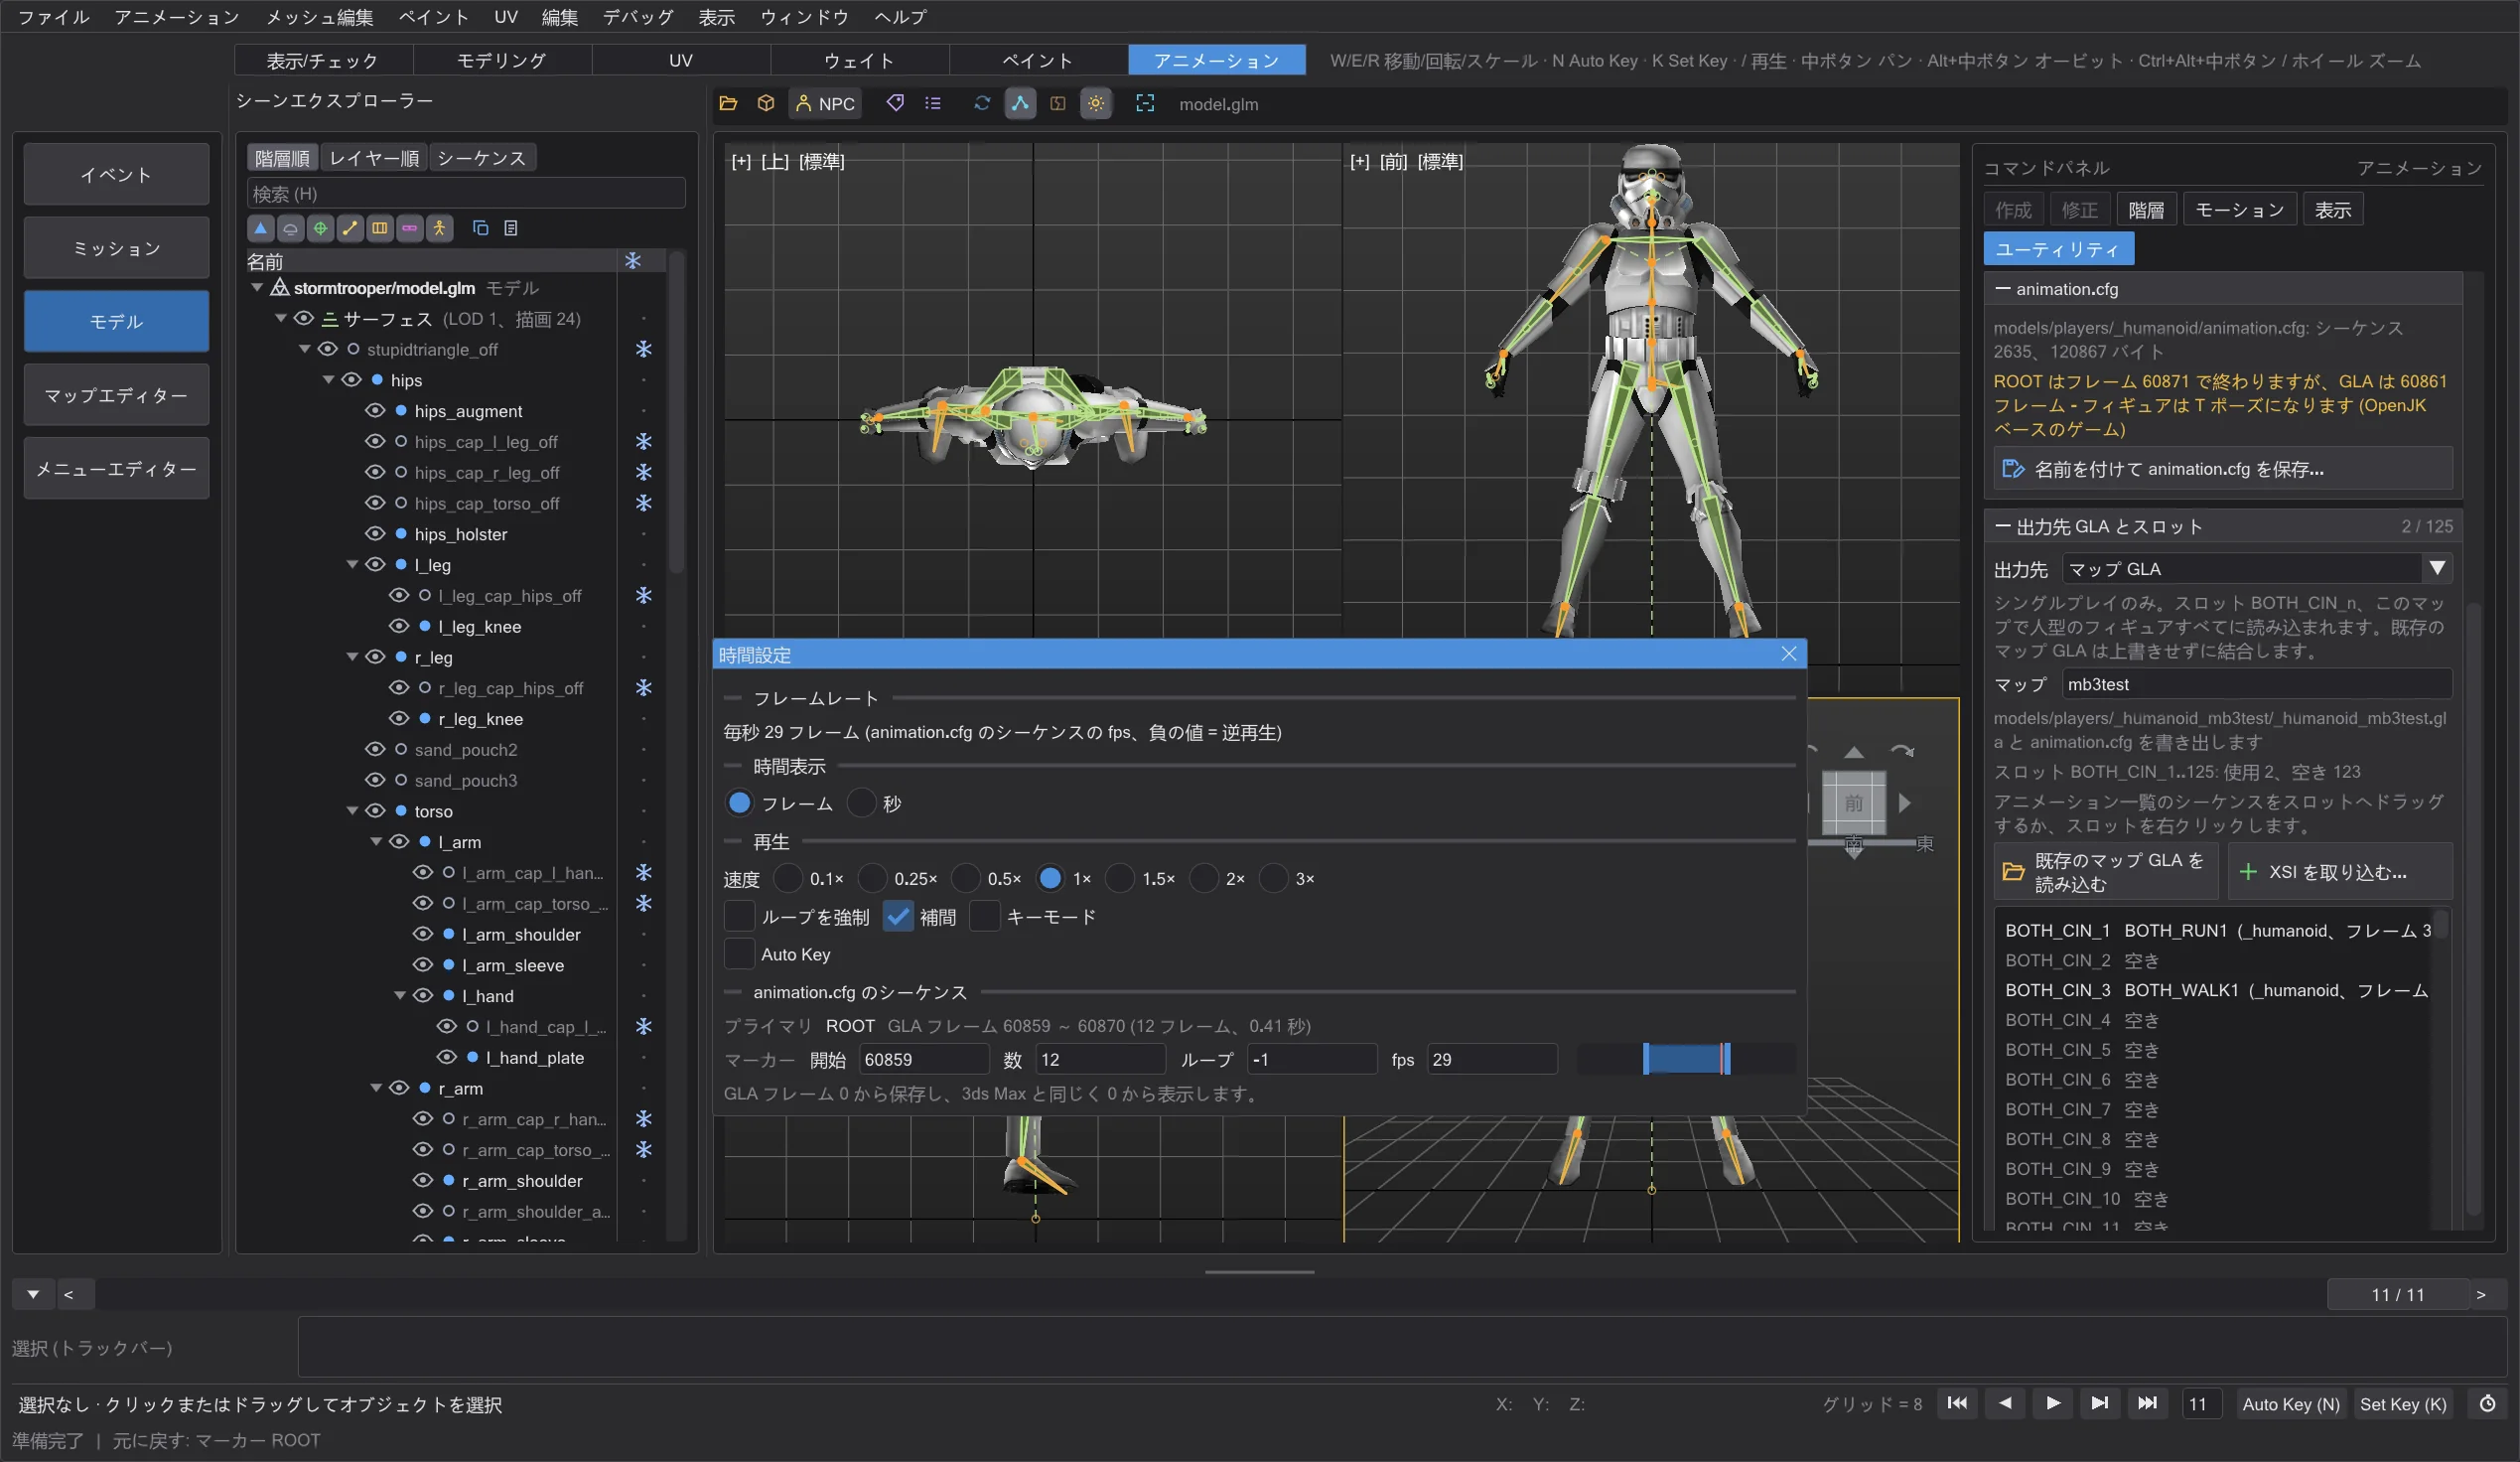 ファイル アニメーション メッシュ編集 ペイント UV 編集 デバッグ 表示 ウィンドウ ヘルプ
表示/チェック モデリング UV ウェイト ペイント アニメーション W/E/R 移動/回転/スケール · N Auto Key · K Set Key · / 再生 · 中ボタン パン · Alt+中ボタン オービット · Ctrl+Alt+中ボタン / ホイール ズーム
シーンエクスプローラー
NPC model.glm
イベント
ミッション
モデル
マップエディター
メニューエディター
階層順 レイヤー順 シーケンス
検索 (H)
名前
stormtrooper/model.glm モデル
サーフェス (LOD 1、描画 24)
stupidtriangle_off
hips
hips_augment
hips_cap_l_leg_off
hips_cap_r_leg_off
hips_cap_torso_off
hips_holster
l_leg
l_leg_cap_hips_off
l_leg_knee
r_leg
r_leg_cap_hips_off
r_leg_knee
sand_pouch2
sand_pouch3
torso
l_arm
l_arm_cap_l_han...
l_arm_cap_torso_...
l_arm_shoulder
l_arm_sleeve
l_hand
l_hand_cap_l_...
l_hand_plate
r_arm
r_arm_cap_r_han...
r_arm_cap_torso_...
r_arm_shoulder
r_arm_shoulder_a...
r_arm_sleeve
[+] [上] [標準]
[+] [前] [標準]
前
南 東
時間設定
フレームレート
毎秒 29 フレーム (animation.cfg のシーケンスの fps、負の値 = 逆再生)
時間表示
フレーム 秒
再生
速度 0.1× 0.25× 0.5× 1× 1.5× 2× 3×
ループを強制 補間 キーモード
Auto Key
animation.cfg のシーケンス
プライマリ ROOT GLA フレーム 60859 ～ 60870 (12 フレーム、0.41 秒)
マーカー 開始 60859 数 12 ループ -1 fps 29
GLA フレーム 0 から保存し、3ds Max と同じく 0 から表示します。
コマンドパネル アニメーション
作成 修正 階層 モーション 表示
ユーティリティ
animation.cfg
models/players/_humanoid/animation.cfg: シーケンス
2635、120867 バイト
ROOT はフレーム 60871 で終わりますが、GLA は 60861
フレーム - フィギュアは T ポーズになります (OpenJK
ベースのゲーム)
名前を付けて animation.cfg を保存...
出力先 GLA とスロット 2 / 125
出力先 マップ GLA
シングルプレイのみ。スロット BOTH_CIN_n、このマッ
プで人型のフィギュアすべてに読み込まれます。既存の
マップ GLA は上書きせずに結合します。
マップ mb3test
models/players/_humanoid_mb3test/_humanoid_mb3test.gl
a と animation.cfg を書き出します
スロット BOTH_CIN_1..125: 使用 2、空き 123
アニメーション一覧のシーケンスをスロットへドラッグ
するか、スロットを右クリックします。
既存のマップ GLA を
読み込む
XSI を取り込む...
BOTH_CIN_1 BOTH_RUN1 (_humanoid、フレーム 3
BOTH_CIN_2 空き
BOTH_CIN_3 BOTH_WALK1 (_humanoid、フレーム
BOTH_CIN_4 空き
BOTH_CIN_5 空き
BOTH_CIN_6 空き
BOTH_CIN_7 空き
BOTH_CIN_8 空き
BOTH_CIN_9 空き
BOTH_CIN_10 空き
BOTH_CIN_11 空き
< 11 / 11 >
選択 (トラックバー)
選択なし · クリックまたはドラッグしてオブジェクトを選択 X: Y: Z: グリッド = 8 11 Auto Key (N) Set Key (K)
準備完了 | 元に戻す: マーカー ROOT